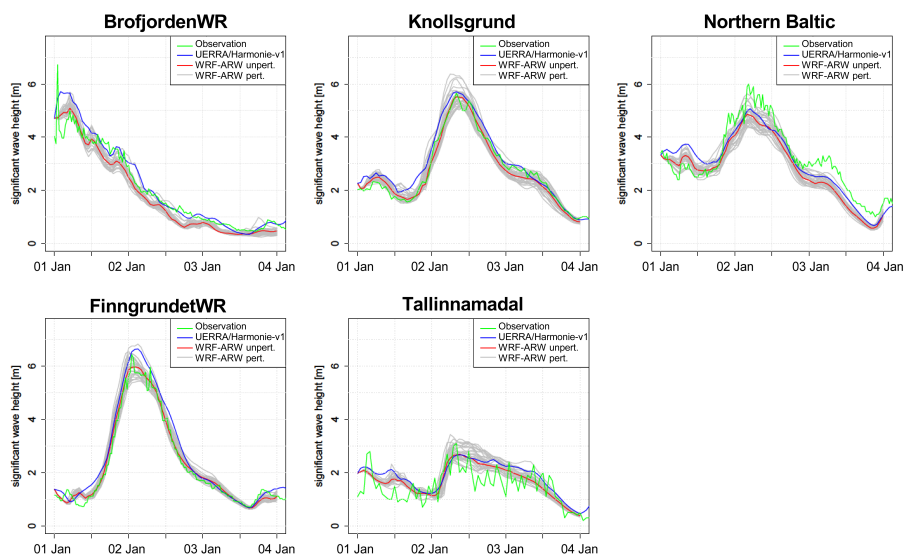 BrofjordenWR
significant wave height [m]
0
2
4
6
Observation
UERRA/Harmonie-v1
WRF-ARW unpert.
WRF-ARW pert.
01 Jan 02 Jan 03 Jan 04 Jan
Knollsgrund
significant wave height [m]
0
2
4
6
Observation
UERRA/Harmonie-v1
WRF-ARW unpert.
WRF-ARW pert.
01 Jan 02 Jan 03 Jan 04 Jan
Northern Baltic
significant wave height [m]
0
2
4
6
Observation
UERRA/Harmonie-v1
WRF-ARW unpert.
WRF-ARW pert.
01 Jan 02 Jan 03 Jan 04 Jan
FinngrundetWR
significant wave height [m]
0
2
4
6
Observation
UERRA/Harmonie-v1
WRF-ARW unpert.
WRF-ARW pert.
01 Jan 02 Jan 03 Jan 04 Jan
Tallinnamadal
significant wave height [m]
0
2
4
6
Observation
UERRA/Harmonie-v1
WRF-ARW unpert.
WRF-ARW pert.
01 Jan 02 Jan 03 Jan 04 Jan